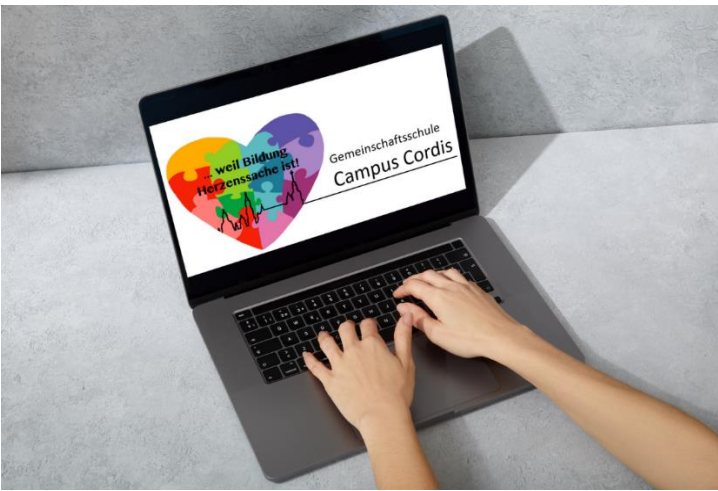 ... weil Bildung
Herzenssache ist!
Gemeinschaftsschule
Campus Cordis